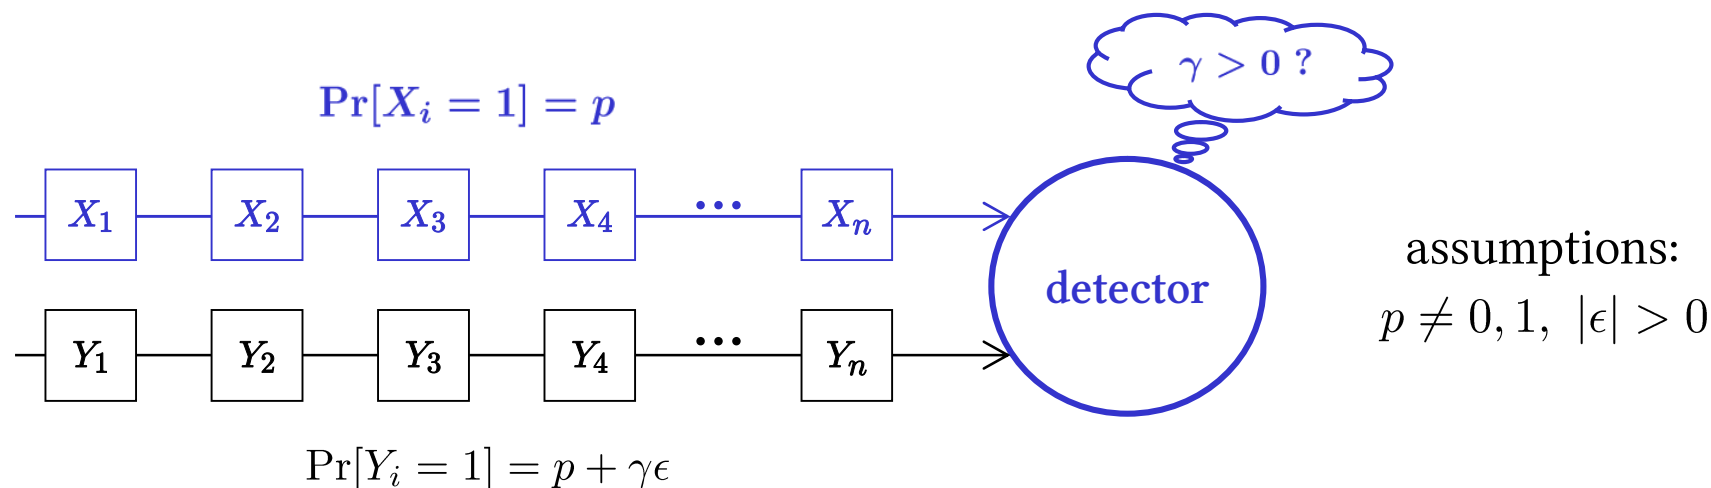 γ > 0 ?
Pr[X_i = 1] = p
X_1 X_2 X_3 X_4 ... X_n
detector
assumptions:
p ≠ 0, 1, |ϵ| > 0
Y_1 Y_2 Y_3 Y_4 ... Y_n
Pr[Y_i = 1] = p + γϵ